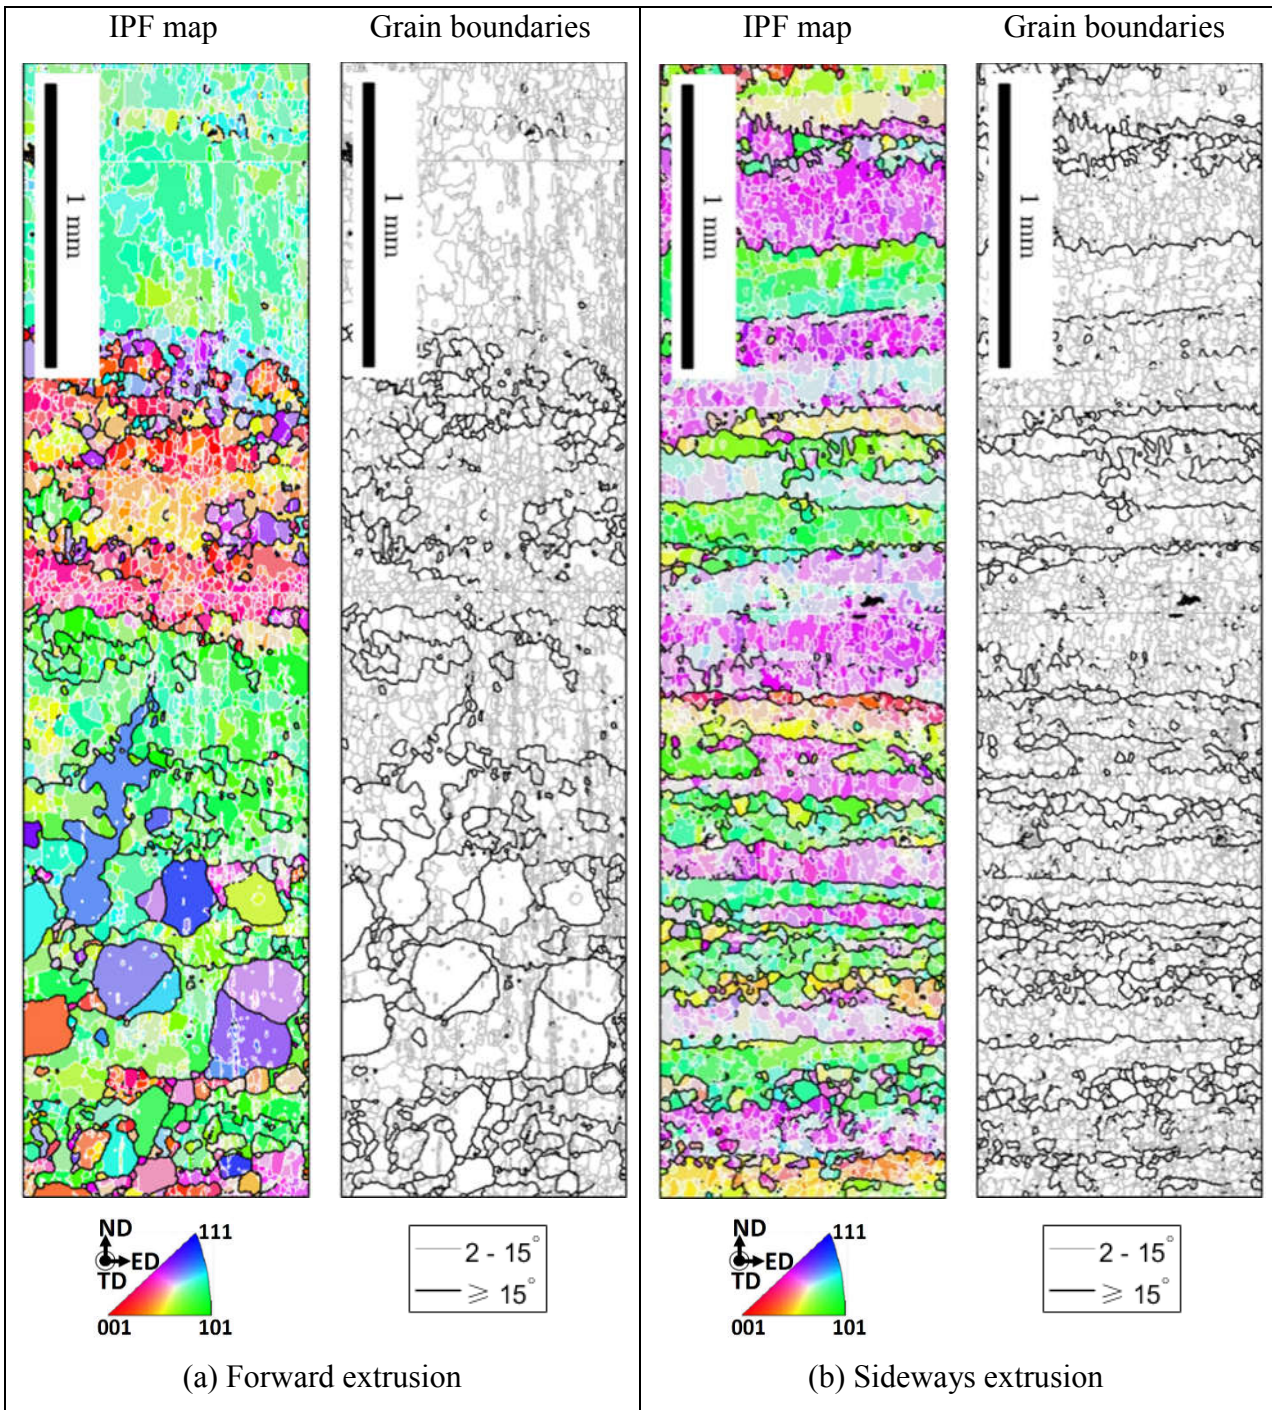 IPF map
Grain boundaries
IPF map
Grain boundaries
1 mm
1 mm
1 mm
1 mm
ND
111
ED
TD
001
101
2 - 15°
≥ 15°
ND
111
ED
TD
001
101
2 - 15°
≥ 15°
(a) Forward extrusion
(b) Sideways extrusion